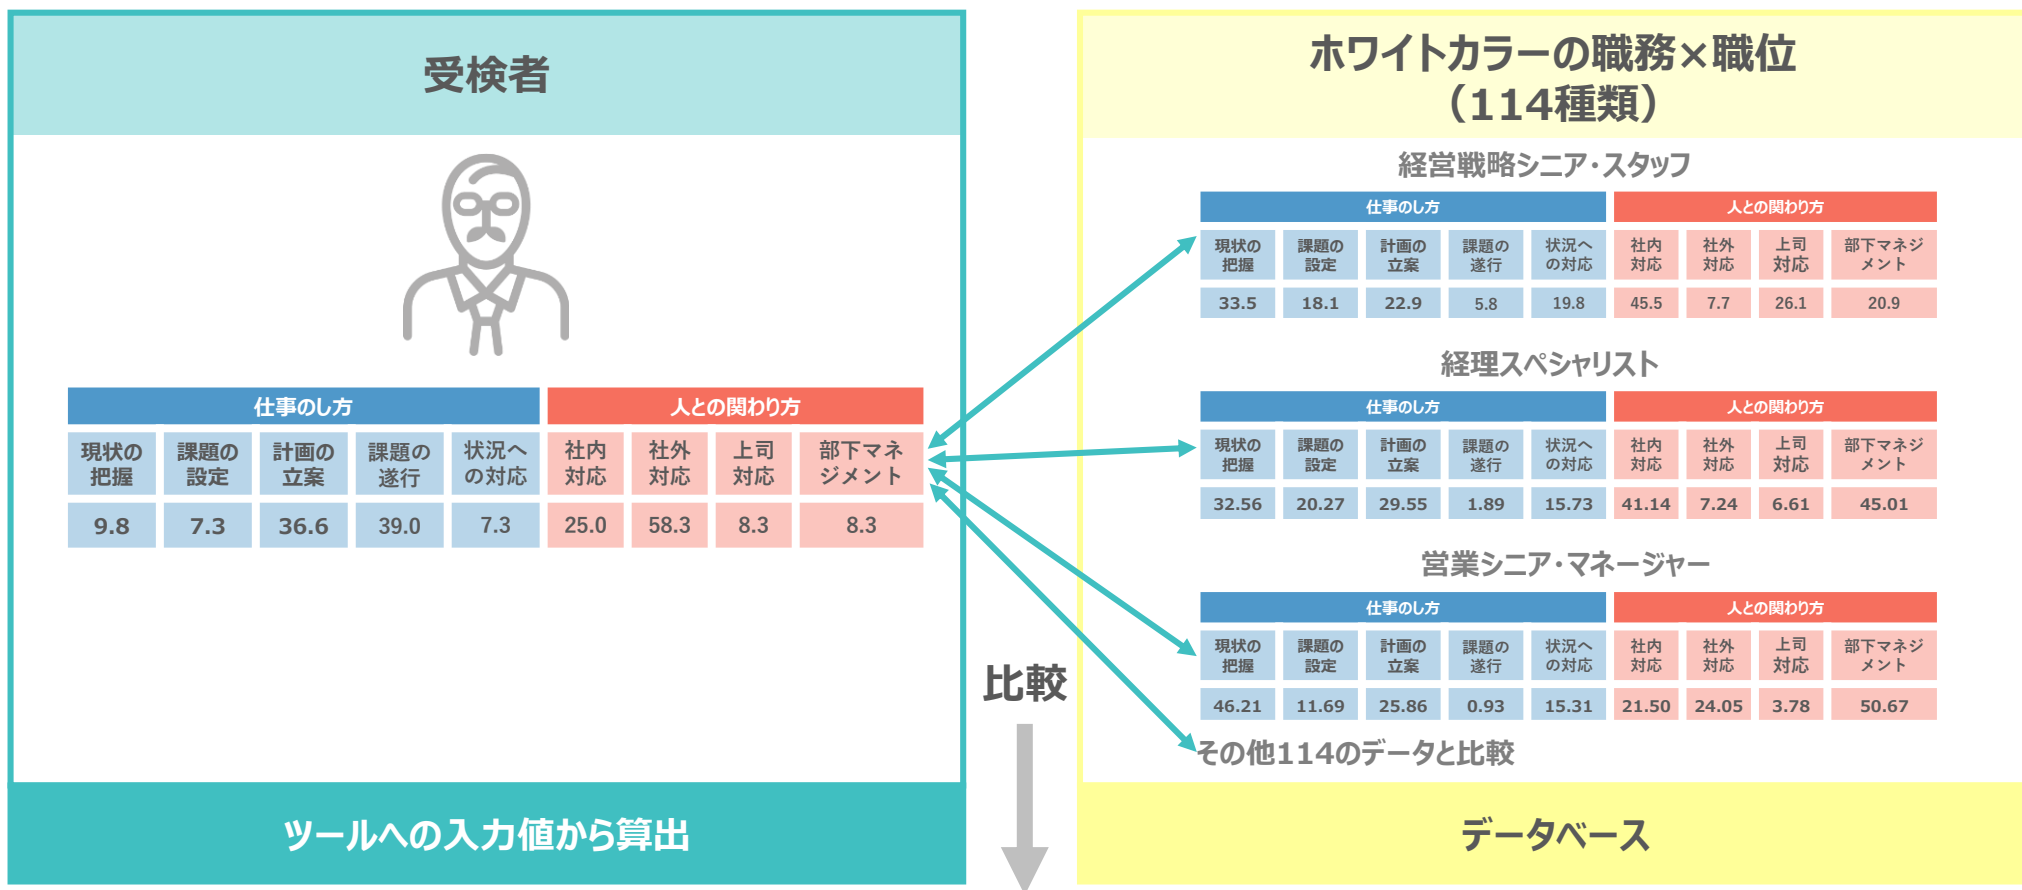 受検者
仕事のし方 人との関わり方
現状の 課題の 計画の 課題の 状況へ 社内 社外 上司 部下マネ
把握 設定 立案 遂行 の対応 対応 対応 対応 ジメント
9.8 7.3 36.6 39.0 7.3 25.0 58.3 8.3 8.3
ツールへの入力値から算出
比較
ホワイトカラーの職務×職位
（114種類）
経営戦略シニア・スタッフ
仕事のし方 人との関わり方
現状の 課題の 計画の 課題の 状況へ 社内 社外 上司 部下マネジ
把握 設定 立案 遂行 の対応 対応 対応 対応 メント
33.5 18.1 22.9 5.8 19.8 45.5 7.7 26.1 20.9
経理スペシャリスト
仕事のし方 人との関わり方
現状の 課題の 計画の 課題の 状況へ 社内 社外 上司 部下マネジ
把握 設定 立案 遂行 の対応 対応 対応 対応 メント
32.56 20.27 29.55 1.89 15.73 41.14 7.24 6.61 45.01
営業シニア・マネージャー
仕事のし方 人との関わり方
現状の 課題の 計画の 課題の 状況へ 社内 社外 上司 部下マネジ
把握 設定 立案 遂行 の対応 対応 対応 対応 メント
46.21 11.69 25.86 0.93 15.31 21.50 24.05 3.78 50.67
その他114のデータと比較
データベース